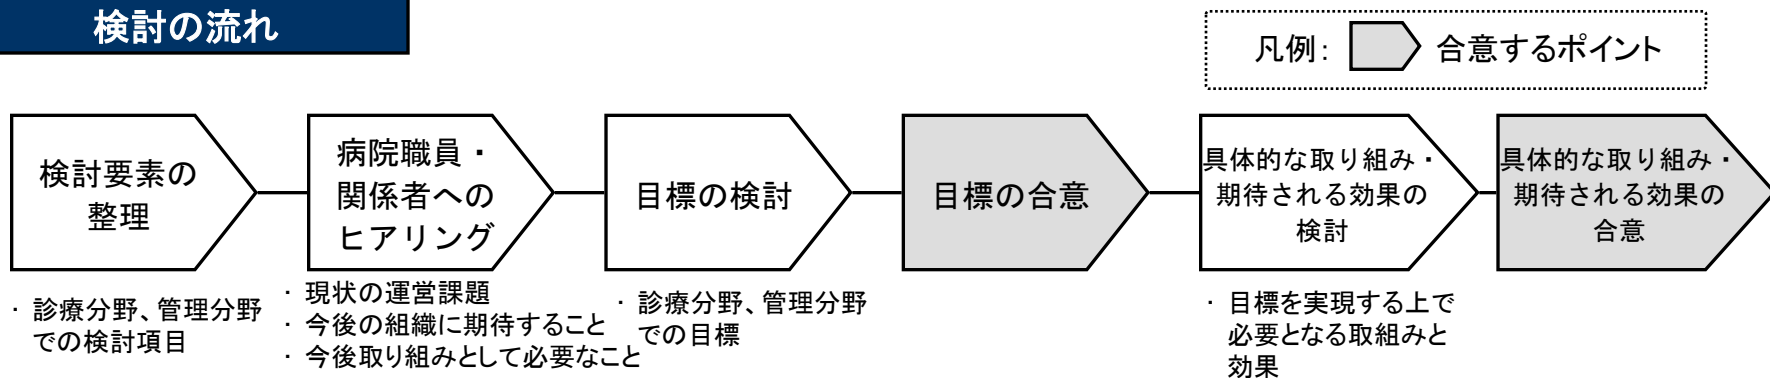 検討の流れ
凡例： 合意するポイント
検討要素の
整理
病院職員・
関係者への
ヒアリング
目標の検討
目標の合意
具体的な取り組み・
期待される効果の
検討
具体的な取り組み・
期待される効果の
合意
・ 診療分野、管理分野
での検討項目
・ 現状の運営課題
・ 今後の組織に期待すること
・ 今後取り組みとして必要なこと
・ 診療分野、管理分野
での目標
・ 目標を実現する上で
必要となる取組みと
効果